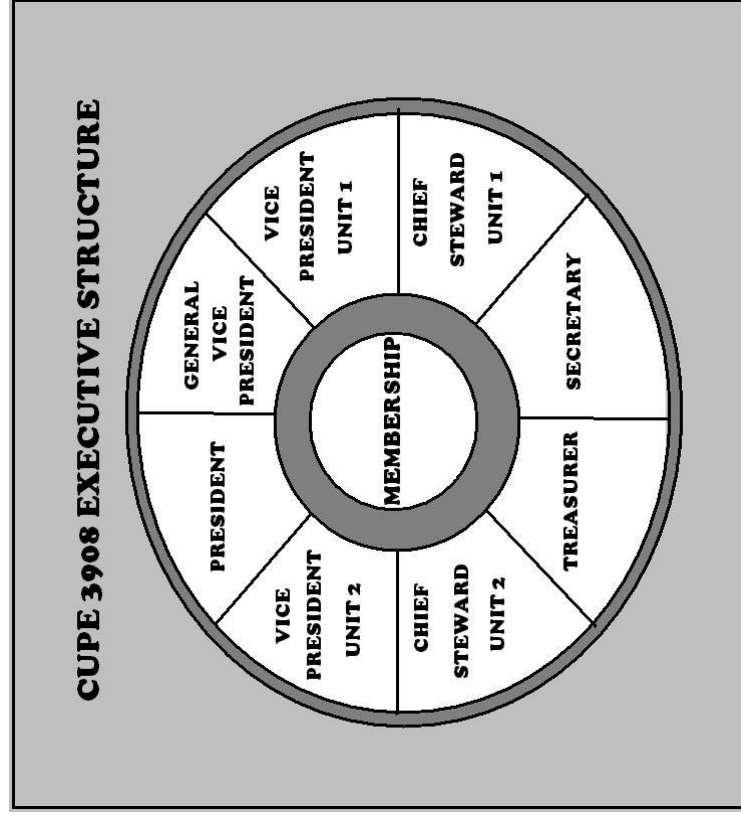 CUPE 3908 EXECUTIVE STRUCTURE
PRESIDENT
GENERAL
VICE
PRESIDENT
VICE
PRESIDENT
UNIT 2
VICE
PRESIDENT
UNIT 1
MEMBERSHIP
CHIEF
STEWARD
UNIT 2
CHIEF
STEWARD
UNIT 1
TREASURER
SECRETARY